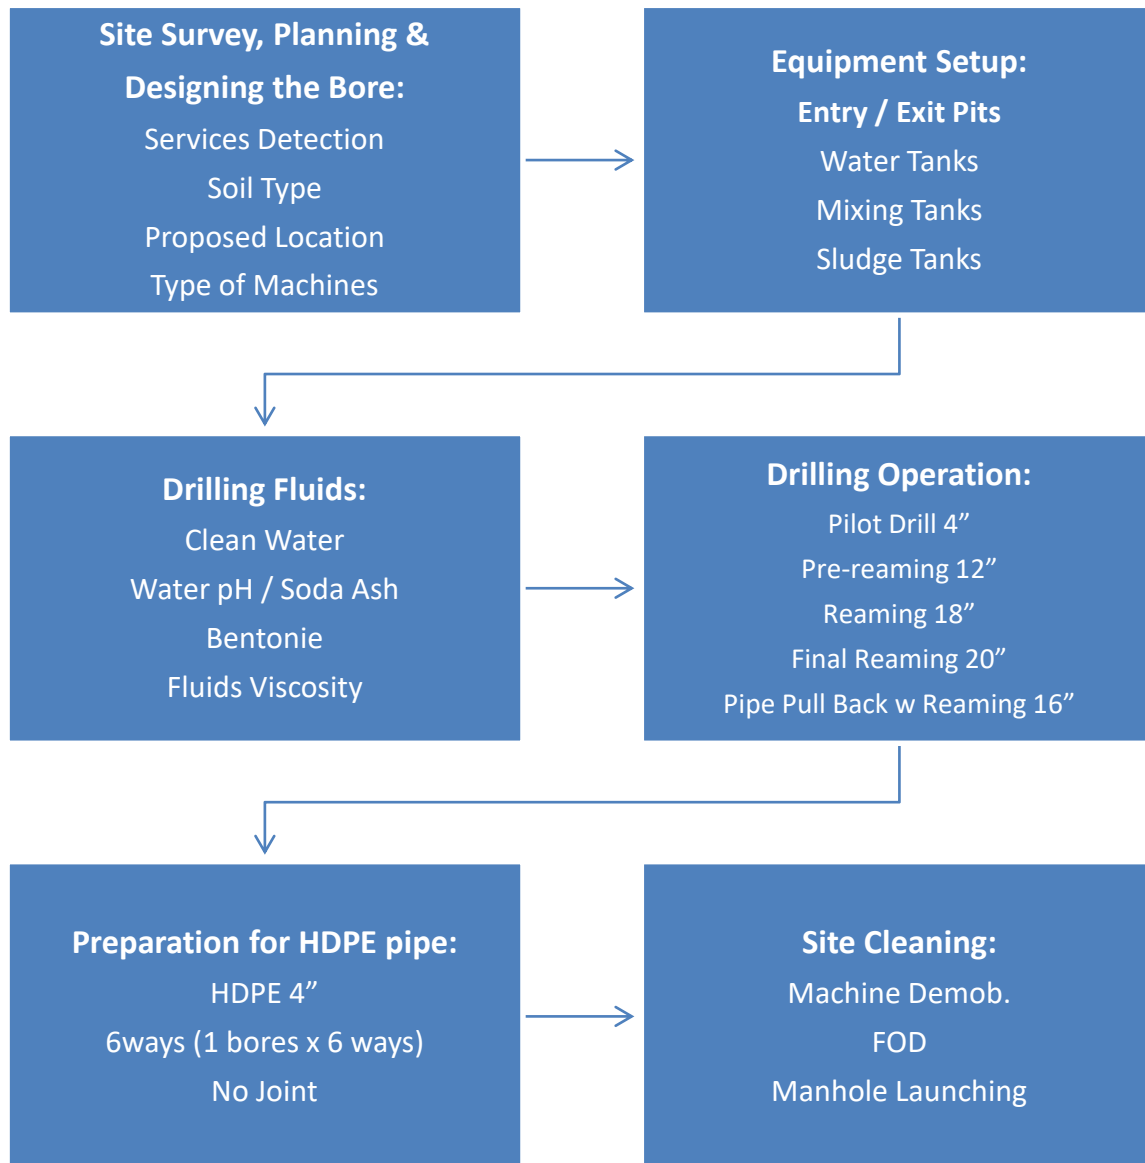 Site Survey, Planning &
Designing the Bore:
Services Detection
Soil Type
Proposed Location
Type of Machines
Equipment Setup:
Entry / Exit Pits
Water Tanks
Mixing Tanks
Sludge Tanks
Drilling Fluids:
Clean Water
Water pH / Soda Ash
Bentonie
Fluids Viscosity
Drilling Operation:
Pilot Drill 4”
Pre-reaming 12”
Reaming 18”
Final Reaming 20”
Pipe Pull Back w Reaming 16”
Preparation for HDPE pipe:
HDPE 4”
6ways (1 bores x 6 ways)
No Joint
Site Cleaning:
Machine Demob.
FOD
Manhole Launching